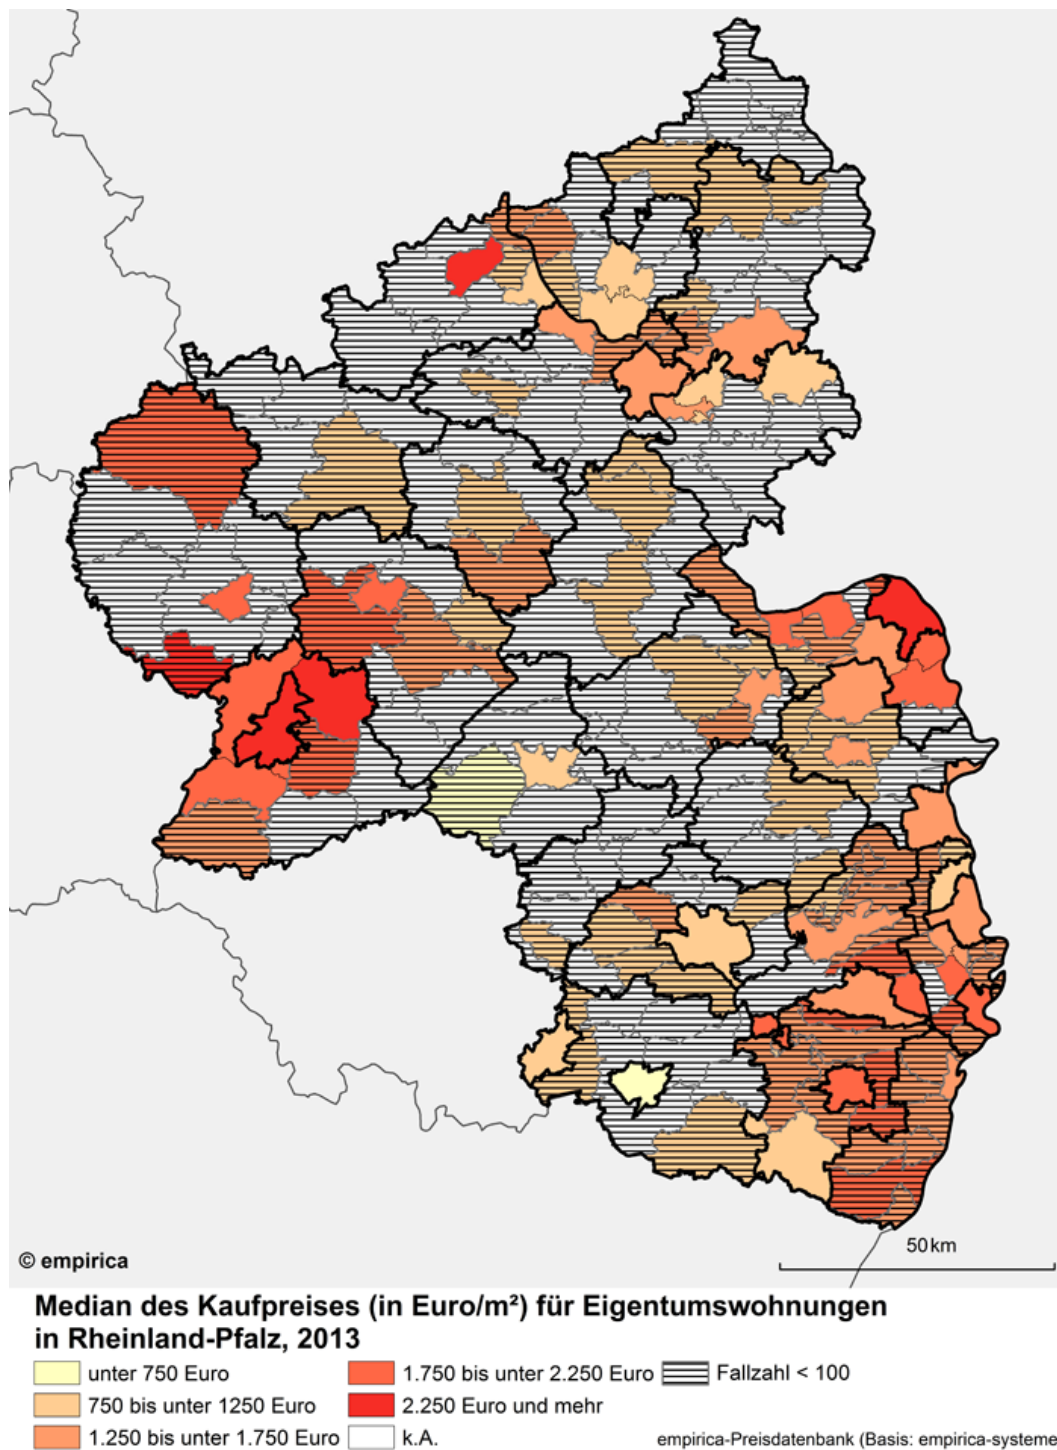 50 km
© empirica
Median des Kaufpreises (in Euro/m²) für Eigentumswohnungen
in Rheinland-Pfalz, 2013
unter 750 Euro
1.750 bis unter 2.250 Euro
Fallzahl < 100
750 bis unter 1250 Euro
2.250 Euro und mehr
1.250 bis unter 1.750 Euro
k.A.
empirica-Preisdatenbank (Basis: empirica-systeme